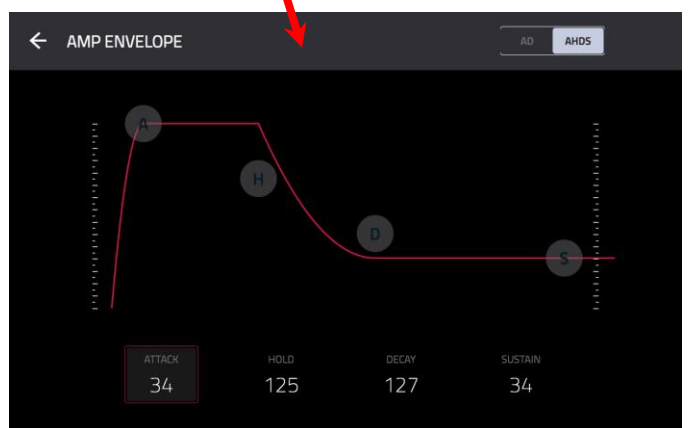 ← AMP ENVELOPE
AD AHDS
A
H
D
S
ATTACK HOLD DECAY SUSTAIN
34 125 127 34